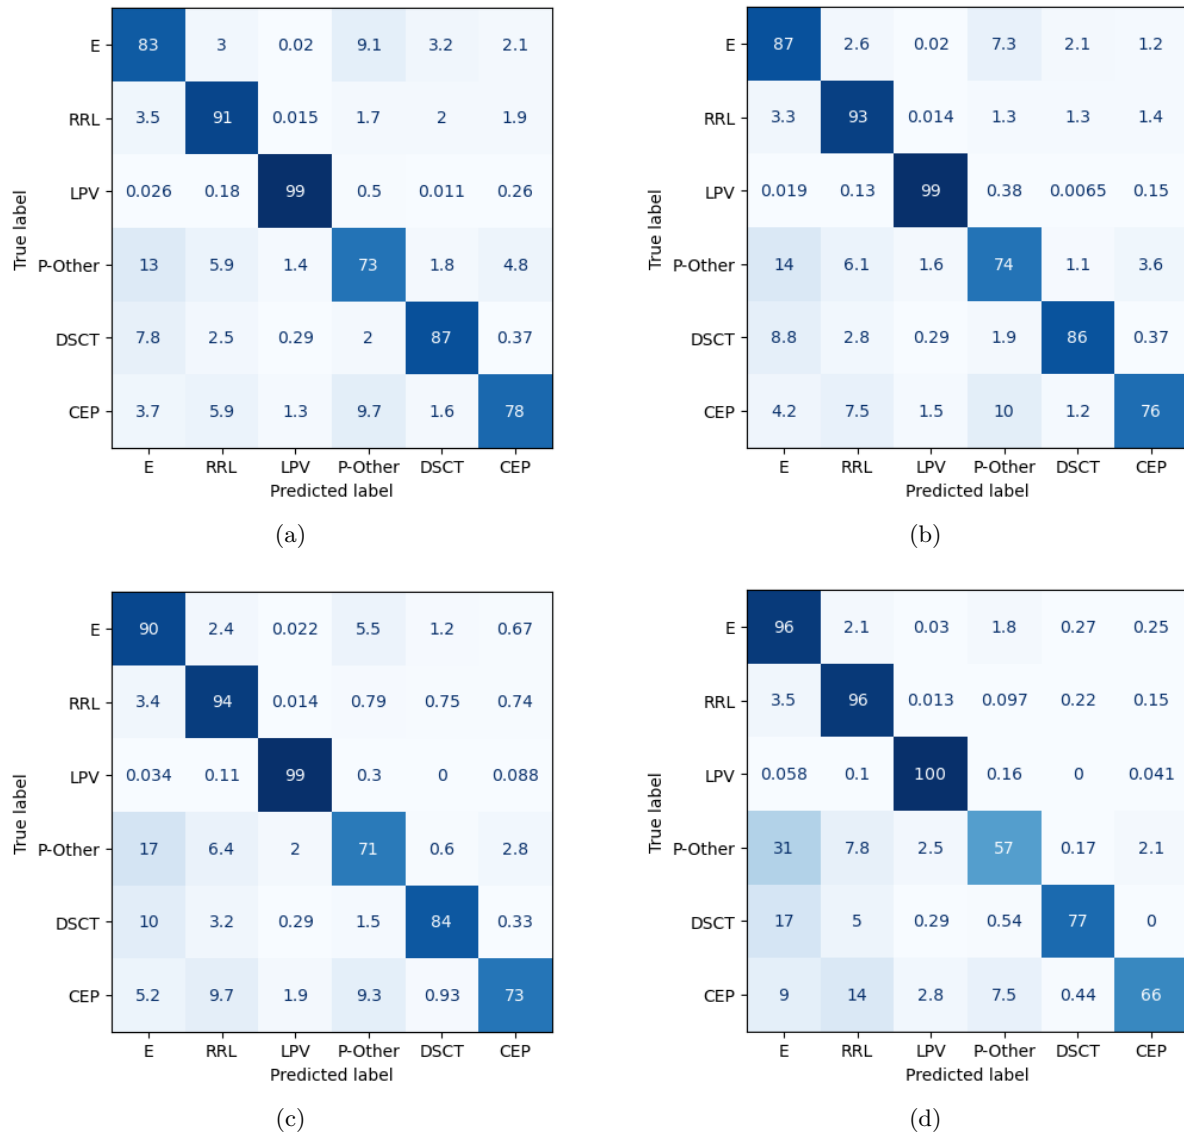 E 83 3 0.02 9.1 3.2 2.1
RRL 3.5 91 0.015 1.7 2 1.9
LPV 0.026 0.18 99 0.5 0.011 0.26
P-Other 13 5.9 1.4 73 1.8 4.8
DSCT 7.8 2.5 0.29 2 87 0.37
CEP 3.7 5.9 1.3 9.7 1.6 78
E RRL LPV P-Other DSCT CEP
Predicted label
True label
(a)
E 87 2.6 0.02 7.3 2.1 1.2
RRL 3.3 93 0.014 1.3 1.3 1.4
LPV 0.019 0.13 99 0.38 0.0065 0.15
P-Other 14 6.1 1.6 74 1.1 3.6
DSCT 8.8 2.8 0.29 1.9 86 0.37
CEP 4.2 7.5 1.5 10 1.2 76
E RRL LPV P-Other DSCT CEP
Predicted label
True label
(b)
E 90 2.4 0.022 5.5 1.2 0.67
RRL 3.4 94 0.014 0.79 0.75 0.74
LPV 0.034 0.11 99 0.3 0 0.088
P-Other 17 6.4 2 71 0.6 2.8
DSCT 10 3.2 0.29 1.5 84 0.33
CEP 5.2 9.7 1.9 9.3 0.93 73
E RRL LPV P-Other DSCT CEP
Predicted label
True label
(c)
E 96 2.1 0.03 1.8 0.27 0.25
RRL 3.5 96 0.013 0.097 0.22 0.15
LPV 0.058 0.1 100 0.16 0 0.041
P-Other 31 7.8 2.5 57 0.17 2.1
DSCT 17 5 0.29 0.54 77 0
CEP 9 14 2.8 7.5 0.44 66
E RRL LPV P-Other DSCT CEP
Predicted label
True label
(d)